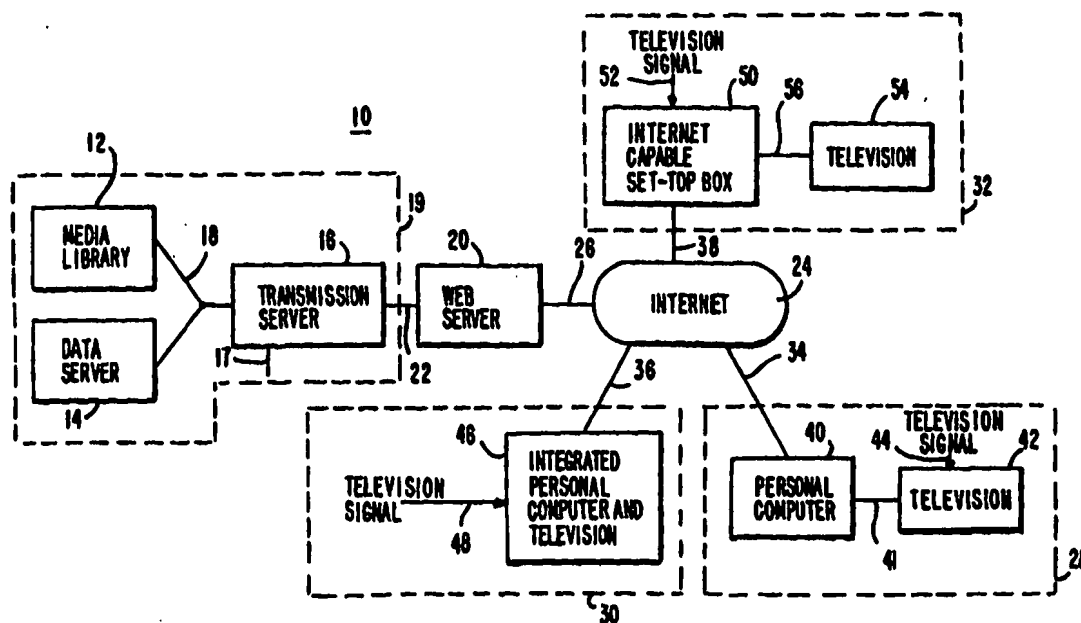 10
12
MEDIA
LIBRARY
18
DATA
SERVER
14
16
TRANSMISSION
SERVER
17
19
20
WEB
SERVER
22
26
INTERNET
24
TELEVISION
SIGNAL
52
50
INTERNET
CAPABLE
SET-TOP BOX
56
54
TELEVISION
32
38
36
34
46
TELEVISION
SIGNAL
48
INTEGRATED
PERSONAL
COMPUTER AND
TELEVISION
30
40
PERSONAL
COMPUTER
41
TELEVISION
SIGNAL
44
42
TELEVISION